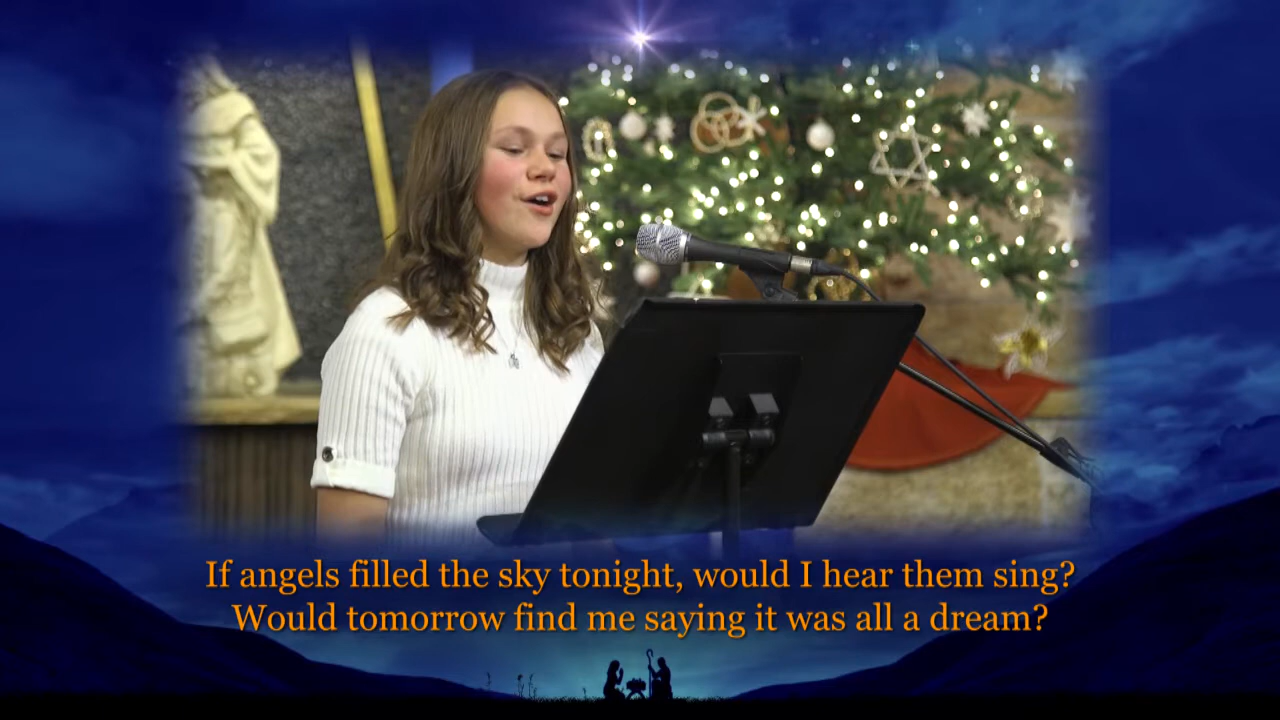 If angels filled the sky tonight, would I hear them sing?
Would tomorrow find me saying it was all a dream?